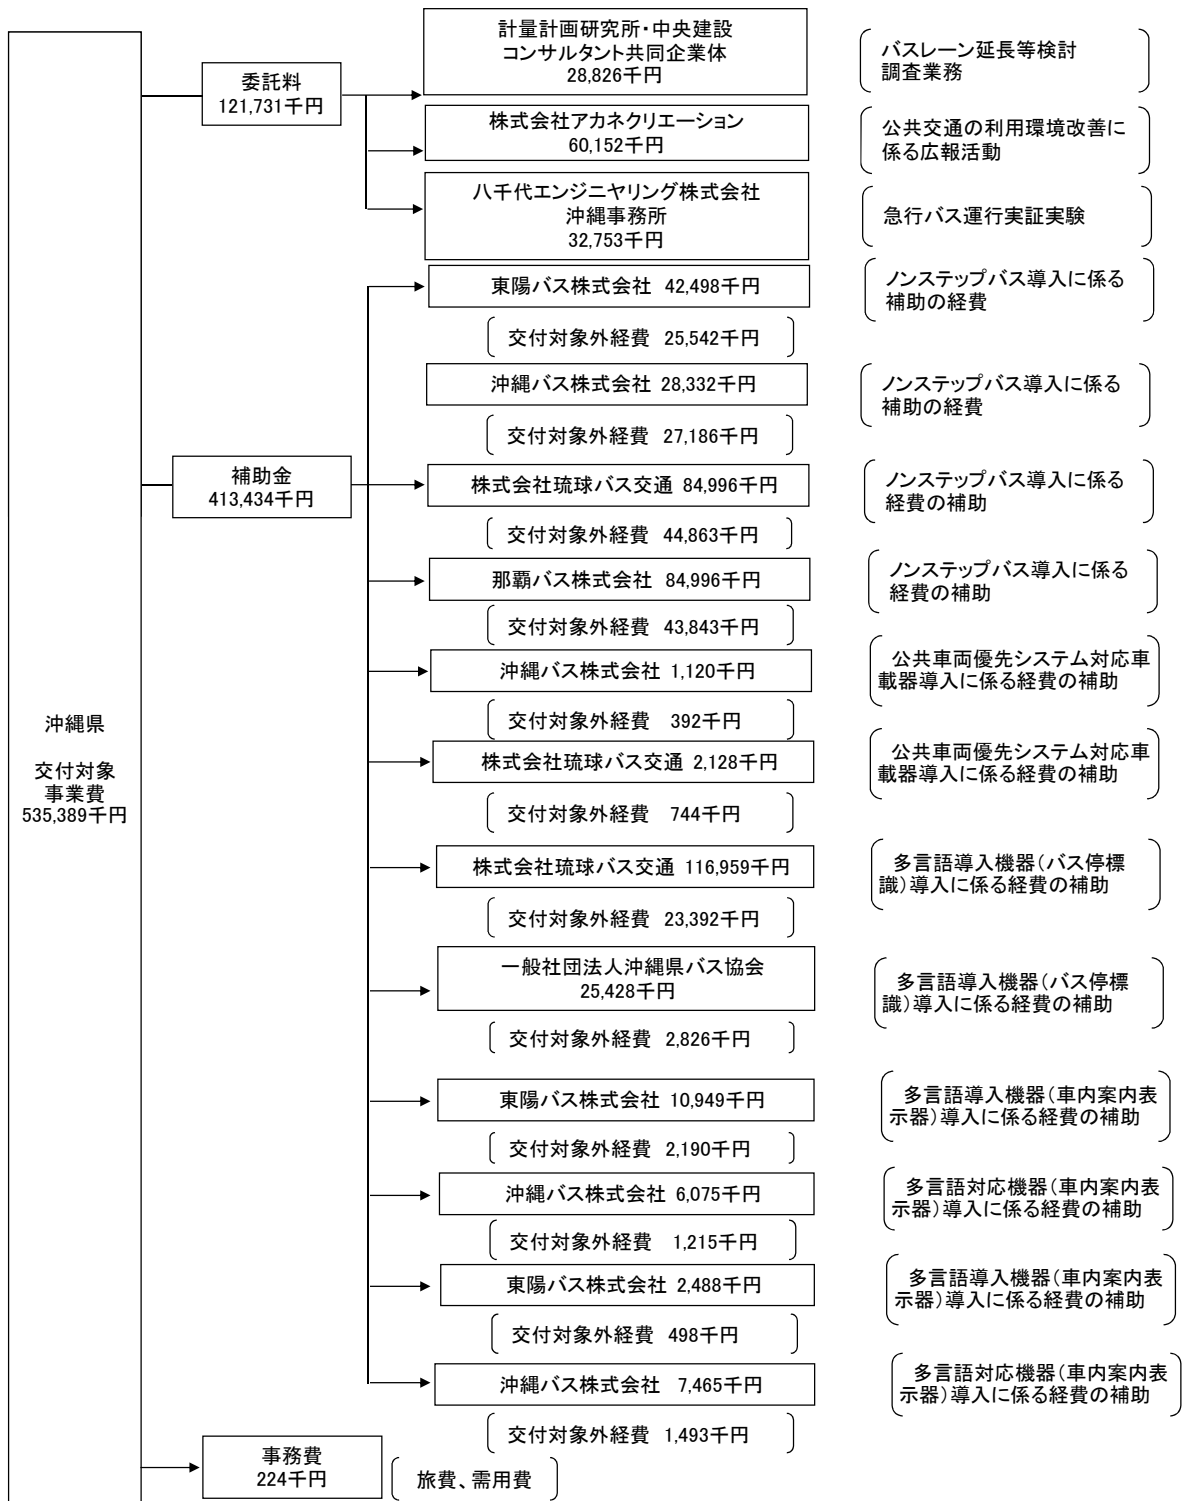 沖縄県
交付対象
事業費
535,389千円
委託料
121,731千円
計量計画研究所・中央建設
コンサルタント共同企業体
28,826千円
バスレーン延長等検討
調査業務
株式会社アカネクリエーション
60,152千円
公共交通の利用環境改善に
係る広報活動
八千代エンジニヤリング株式会社
沖縄事務所
32,753千円
急行バス運行実証実験
補助金
413,434千円
東陽バス株式会社 42,498千円
ノンステップバス導入に係る
補助の経費
交付対象外経費 25,542千円
沖縄バス株式会社 28,332千円
ノンステップバス導入に係る
補助の経費
交付対象外経費 27,186千円
株式会社琉球バス交通 84,996千円
ノンステップバス導入に係る
経費の補助
交付対象外経費 44,863千円
那覇バス株式会社 84,996千円
ノンステップバス導入に係る
経費の補助
交付対象外経費 43,843千円
沖縄バス株式会社 1,120千円
公共車両優先システム対応車
載器導入に係る経費の補助
交付対象外経費 392千円
株式会社琉球バス交通 2,128千円
公共車両優先システム対応車
載器導入に係る経費の補助
交付対象外経費 744千円
株式会社琉球バス交通 116,959千円
多言語導入機器(バス停標
識)導入に係る経費の補助
交付対象外経費 23,392千円
一般社団法人沖縄県バス協会
25,428千円
多言語導入機器(バス停標
識)導入に係る経費の補助
交付対象外経費 2,826千円
東陽バス株式会社 10,949千円
多言語導入機器(車内案内表
示器)導入に係る経費の補助
交付対象外経費 2,190千円
沖縄バス株式会社 6,075千円
多言語対応機器(車内案内表
示器)導入に係る経費の補助
交付対象外経費 1,215千円
東陽バス株式会社 2,488千円
多言語導入機器(車内案内表
示器)導入に係る経費の補助
交付対象外経費 498千円
沖縄バス株式会社 7,465千円
多言語対応機器(車内案内表
示器)導入に係る経費の補助
交付対象外経費 1,493千円
事務費
224千円
旅費、需用費